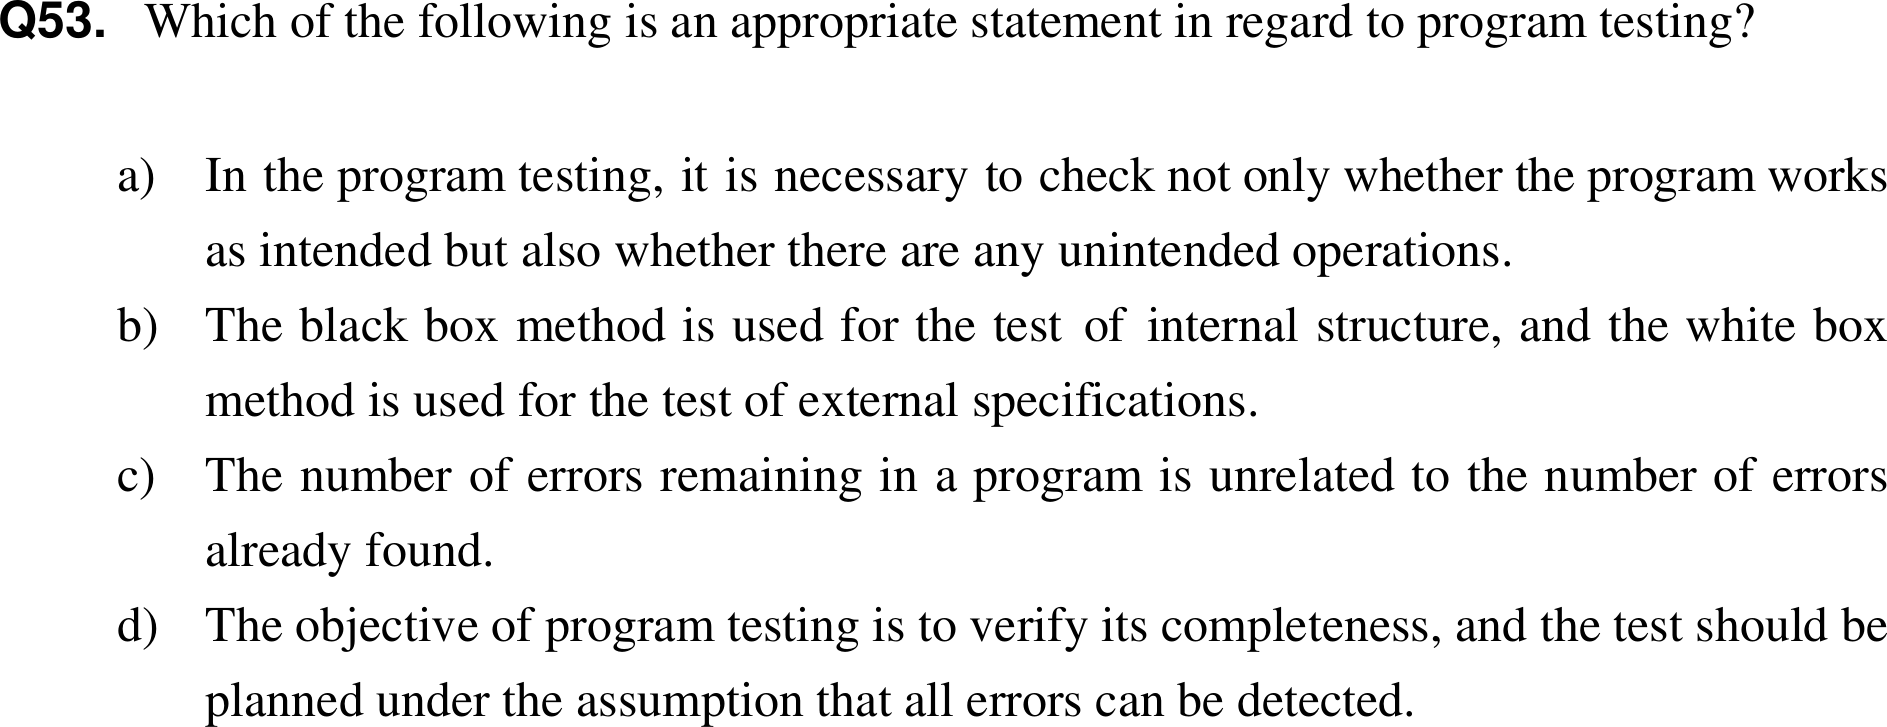 Q53. Which of the following is an appropriate statement in regard to program testing?
a) In the program testing, it is necessary to check not only whether the program works
as intended but also whether there are any unintended operations.
b) The black box method is used for the test of internal structure, and the white box
method is used for the test of external specifications.
c) The number of errors remaining in a program is unrelated to the number of errors
already found.
d) The objective of program testing is to verify its completeness, and the test should be
planned under the assumption that all errors can be detected.